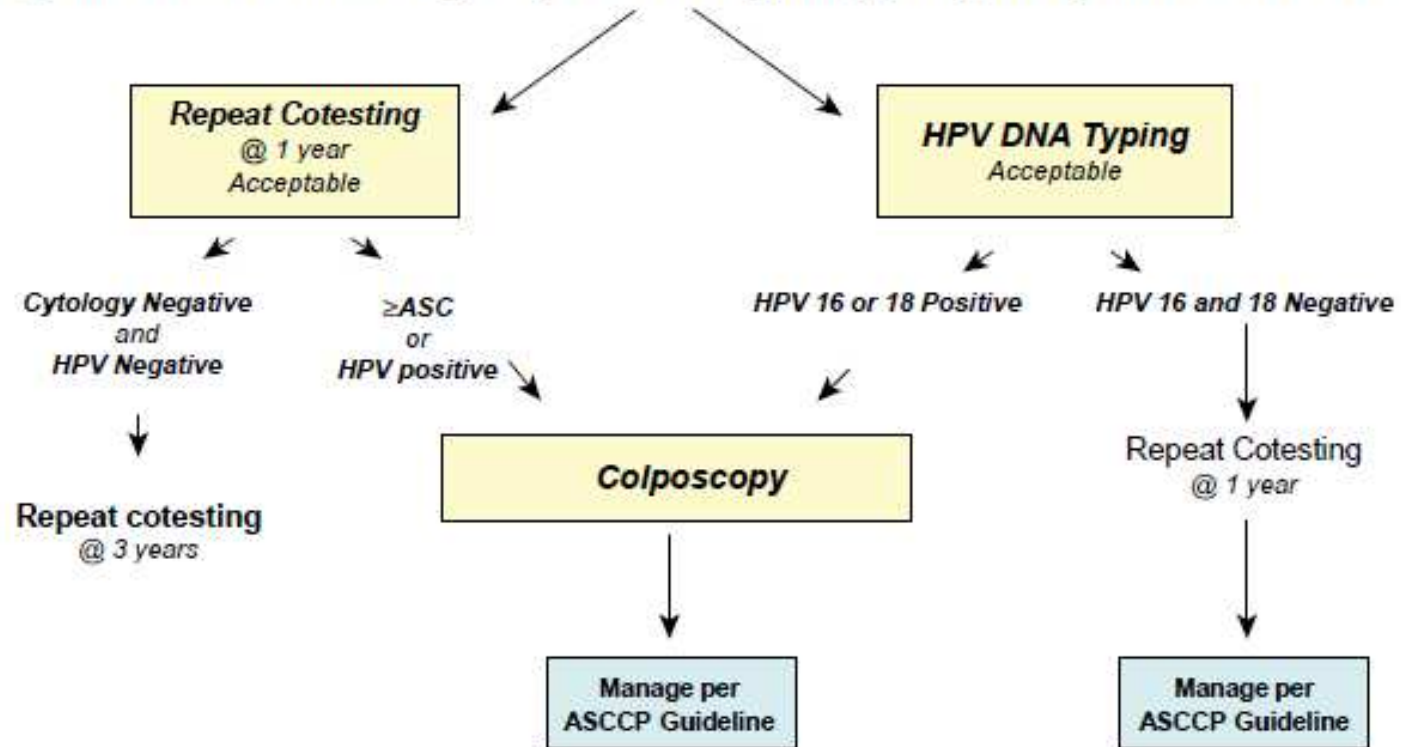 Repeat Cotesting
@ 1 year
Acceptable
HPV DNA Typing
Acceptable
Cytology Negative
and
HPV Negative
≥ASC
or
HPV positive
HPV 16 or 18 Positive
HPV 16 and 18 Negative
Repeat cotesting
@ 3 years
Colposcopy
Repeat Cotesting
@ 1 year
Manage per
ASCCP Guideline
Manage per
ASCCP Guideline